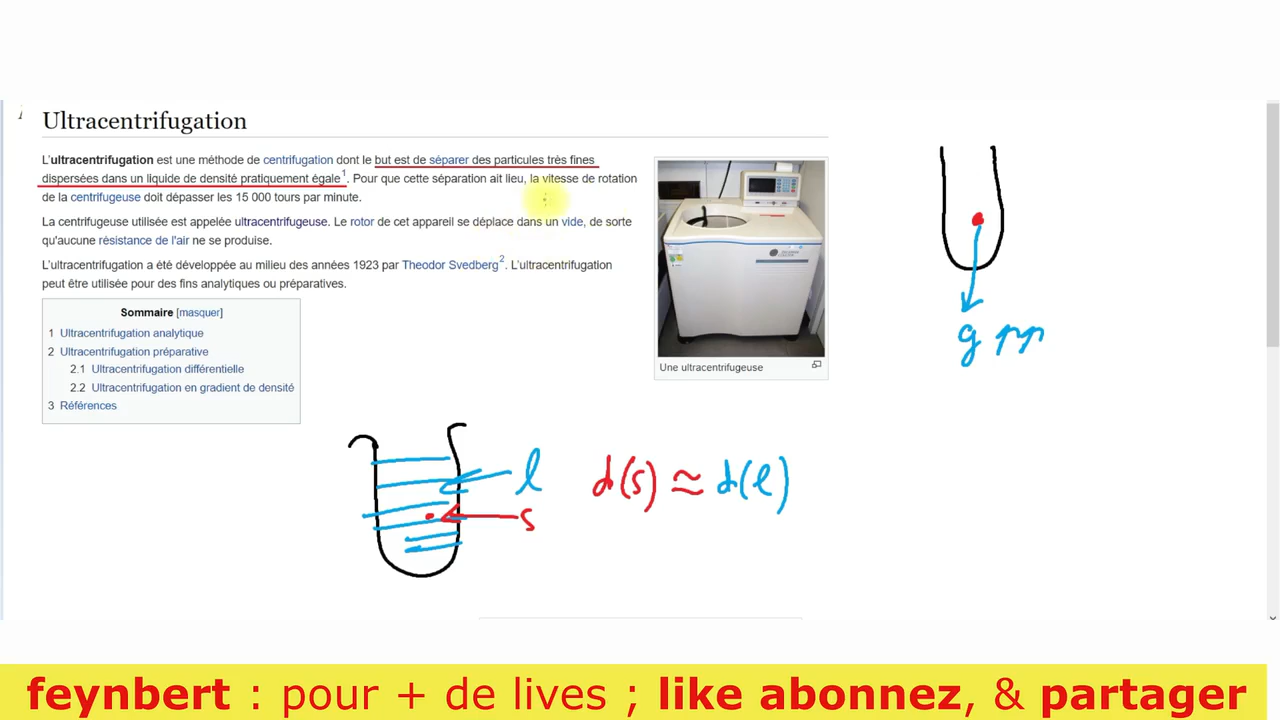 Ultracentrifugation
L'ultracentrifugation est une méthode de centrifugation dont le but est de séparer des particules très fines
dispersées dans un liquide de densité pratiquement égale1. Pour que cette séparation ait lieu, la vitesse de rotation
de la centrifugeuse doit dépasser les 15 000 tours par minute.
La centrifugeuse utilisée est appelée ultracentrifugeuse. Le rotor de cet appareil se déplace dans un vide, de sorte
qu'aucune résistance de l'air ne se produise.
L'ultracentrifugation a été développée au milieu des années 1923 par Theodor Svedberg2. L'ultracentrifugation
peut être utilisée pour des fins analytiques ou préparatives.
Sommaire [masquer]
1 Ultracentrifugation analytique
2 Ultracentrifugation préparative
2.1 Ultracentrifugation différentielle
2.2 Ultracentrifugation en gradient de densité
3 Références
Une ultracentrifugeuse
g
l
s
d(s) ≈ d(l)
feynbert : pour + de lives ; like abonnez, & partager